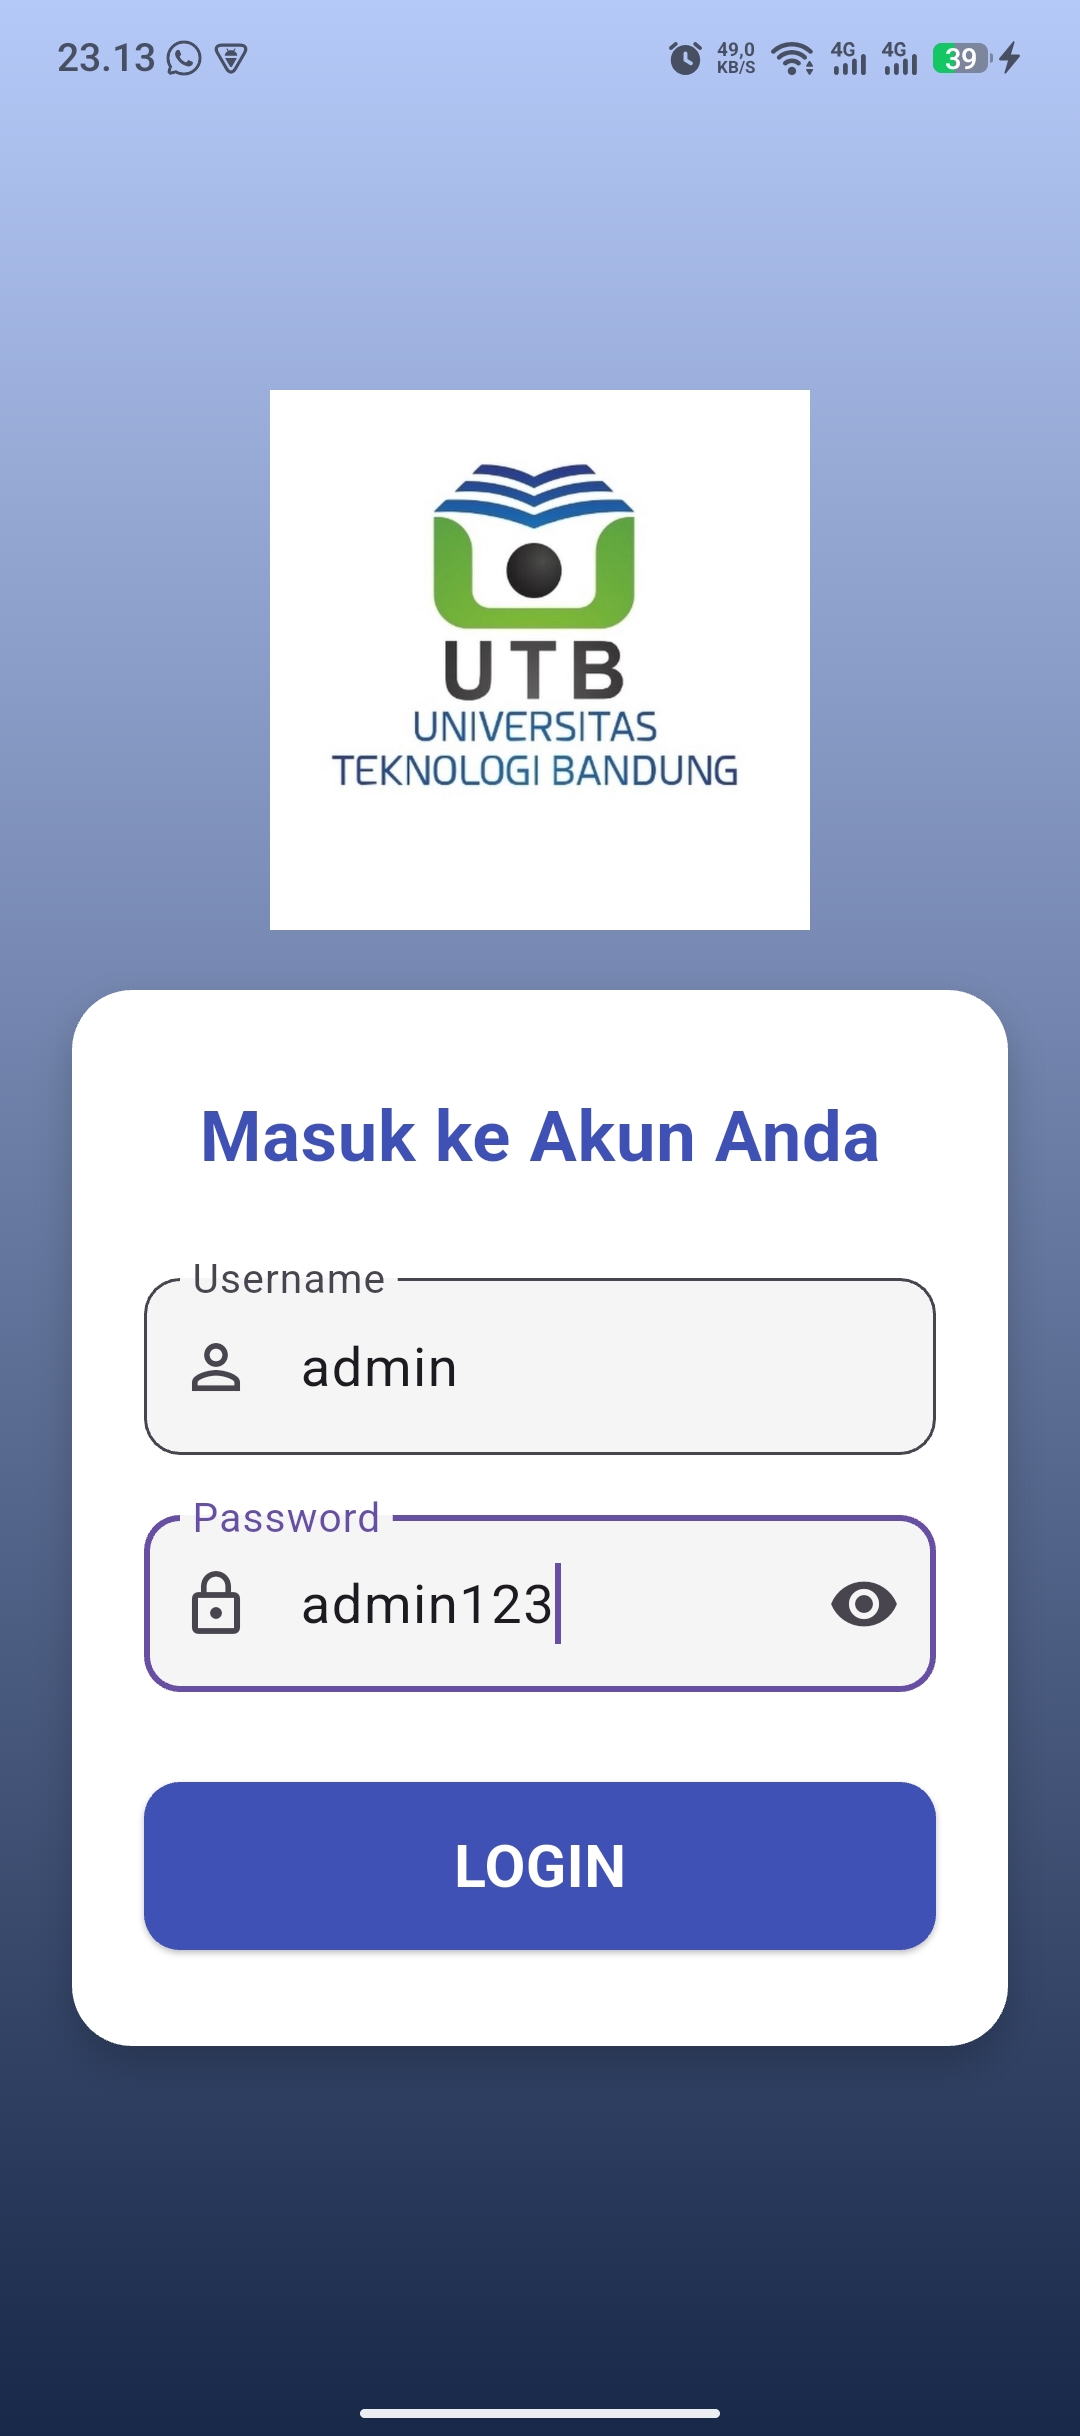 23.13
49,0
KB/S
4G
4G
39
UTB
UNIVERSITAS
TEKNOLOGI BANDUNG
Masuk ke Akun Anda
Username
admin
Password
admin123
LOGIN